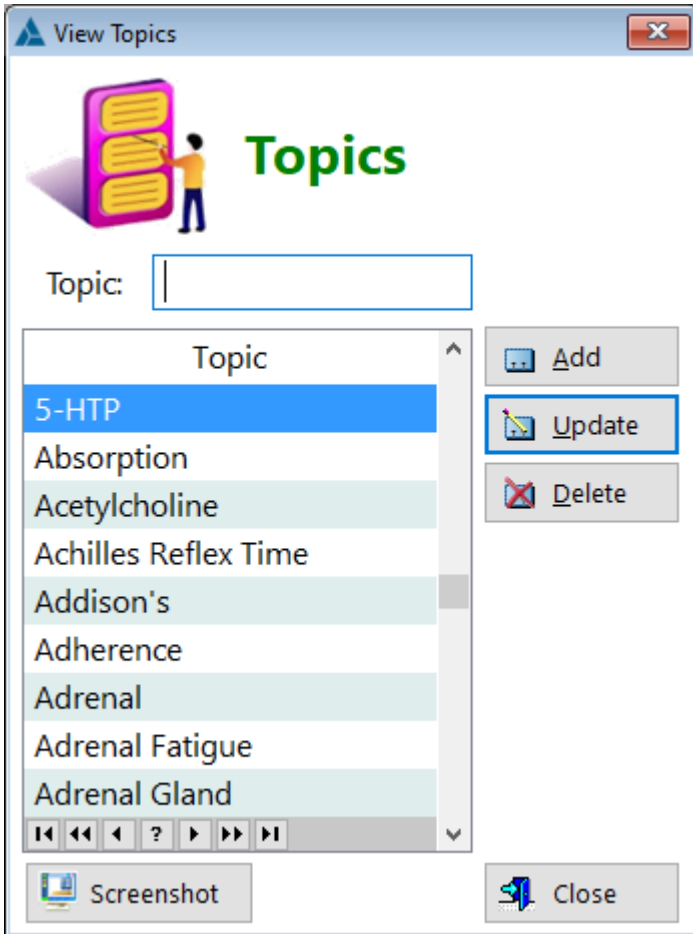 View Topics
Topics
Topic:
Topic
5-HTP
Absorption
Acetylcholine
Achilles Reflex Time
Addison's
Adherence
Adrenal
Adrenal Fatigue
Adrenal Gland
?
Add
Update
Delete
Screenshot
Close